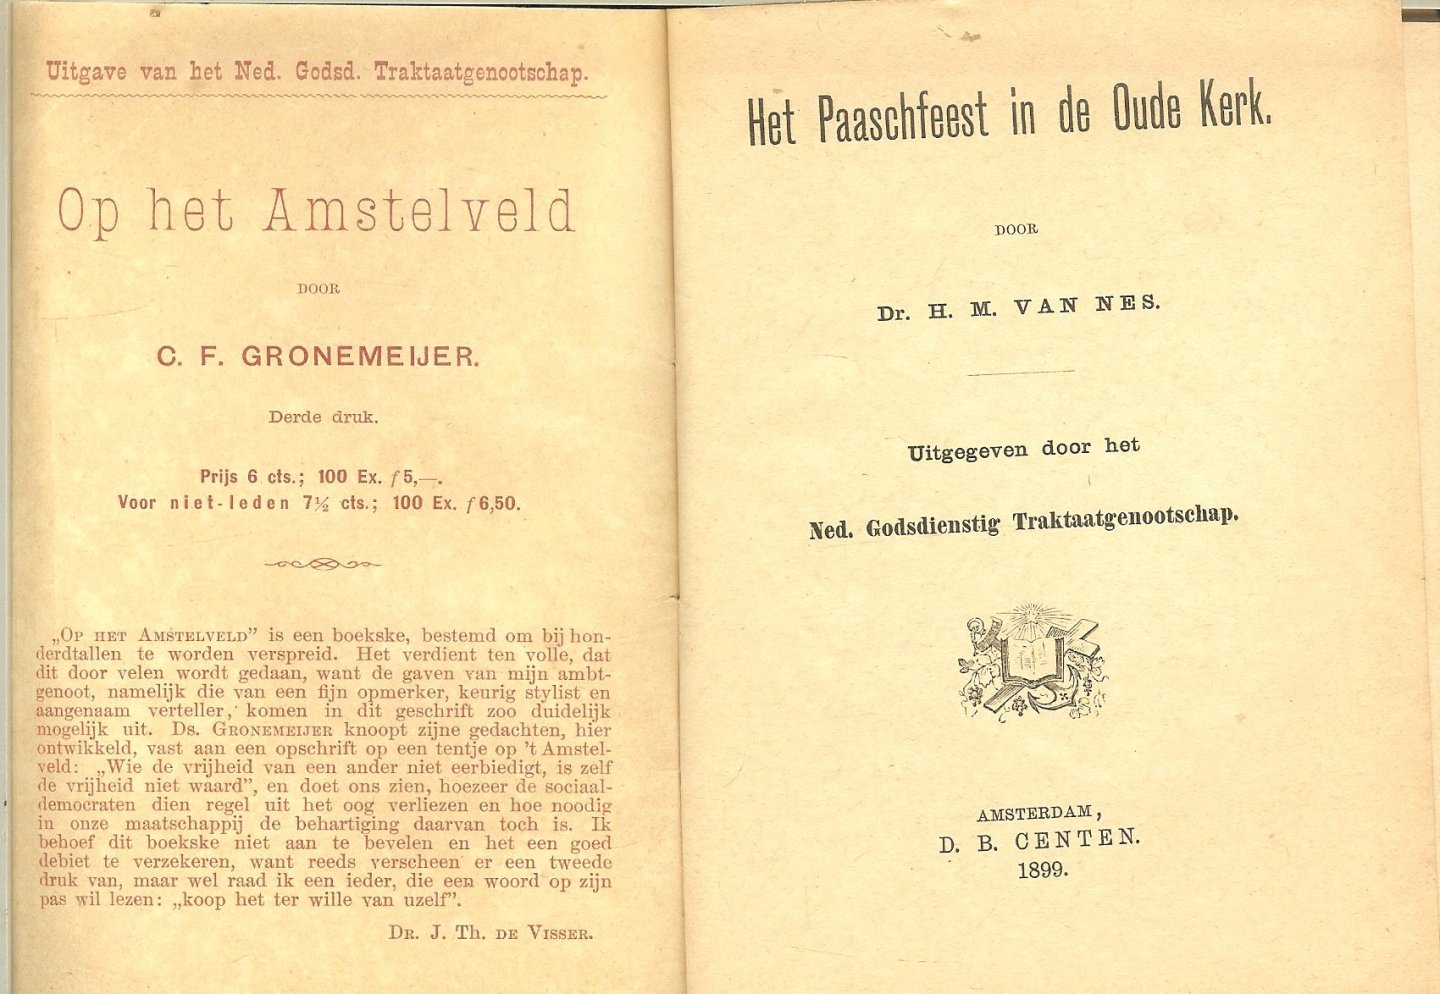 Uitgave van het Ned. Godsd. Traktaatgenootschap.
Op het Amstelveld
DOOR
C. F. GRONEMEIJER.
Derde druk.
Prijs 6 cts.; 100 Ex. f 5,—.
Voor niet-leden 7½ cts.; 100 Ex. f 6,50.
„OP HET AMSTELVELD” is een boekske, bestemd om bij hon-
derdtallen te worden verspreid. Het verdient ten volle, dat
dit door velen wordt gedaan, want de gaven van mijn ambt-
genoot, namelijk die van een fijn opmerker, keurig stylist en
aangenaam verteller, komen in dit geschrift zoo duidelijk
mogelijk uit. Ds. GRONEMEIJER knoopt zijne gedachten, hier
ontwikkeld, vast aan een opschrift op een tentje op 't Amstel-
veld: „Wie de vrijheid van een ander niet eerbiedigt, is zelf
de vrijheid niet waard”, en doet ons zien, hoezeer de sociaal-
democraten dien regel uit het oog verliezen en hoe noodig
in onze maatschappij de behartiging daarvan toch is. Ik
behoef dit boekske niet aan te bevelen en het een goed
debiet te verzekeren, want reeds verscheen er een tweede
druk van, maar wel raad ik een ieder, die een woord op zijn
pas wil lezen: „koop het ter wille van uzelf”.
DR. J. TH. DE VISSER.
Het Paaschfeest in de Oude Kerk.
DOOR
Dr. H. M. VAN NES.
Uitgegeven door het
Ned. Godsdienstig Traktaatgenootschap.
AMSTERDAM,
D. B. CENTEN.
1899.